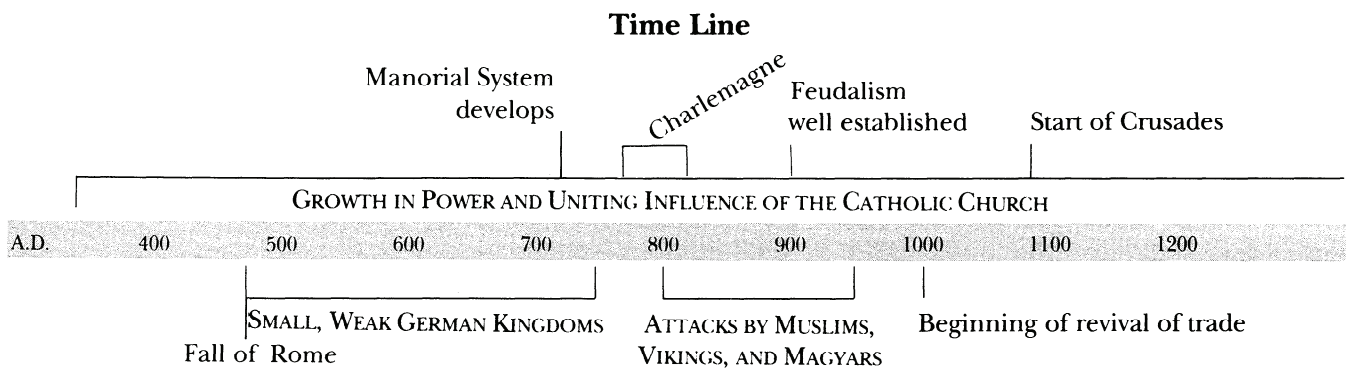 Time Line
Manorial System
develops
Charlemagne
Feudalism
well established
Start of Crusades
GROWTH IN POWER AND UNITING INFLUENCE OF THE CATHOLIC CHURCH
A.D. 400 500 600 700 800 900 1000 1100 1200
SMALL, WEAK GERMAN KINGDOMS
Fall of Rome
ATTACKS BY MUSLIMS,
VIKINGS, AND MAGYARS
Beginning of revival of trade